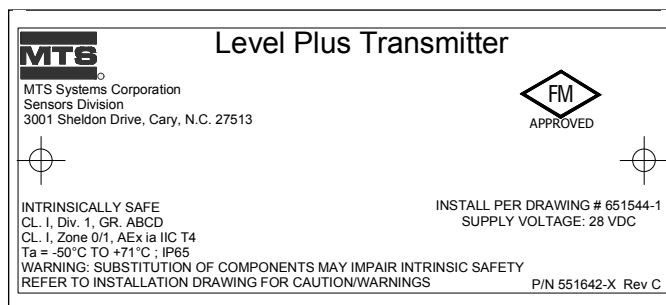 MTS
Level Plus Transmitter
MTS Systems Corporation
Sensors Division
3001 Sheldon Drive, Cary, N.C. 27513
FM
APPROVED
INTRINSICALLY SAFE
CL. I, Div. 1, GR. ABCD
CL. I, Zone 0/1, AEx ia IIC T4
Ta = -50°C TO +71°C ; IP65
WARNING: SUBSTITUTION OF COMPONENTS MAY IMPAIR INTRINSIC SAFETY
REFER TO INSTALLATION DRAWING FOR CAUTION/WARNINGS
INSTALL PER DRAWING # 651544-1
SUPPLY VOLTAGE: 28 VDC
P/N 551642-X Rev C